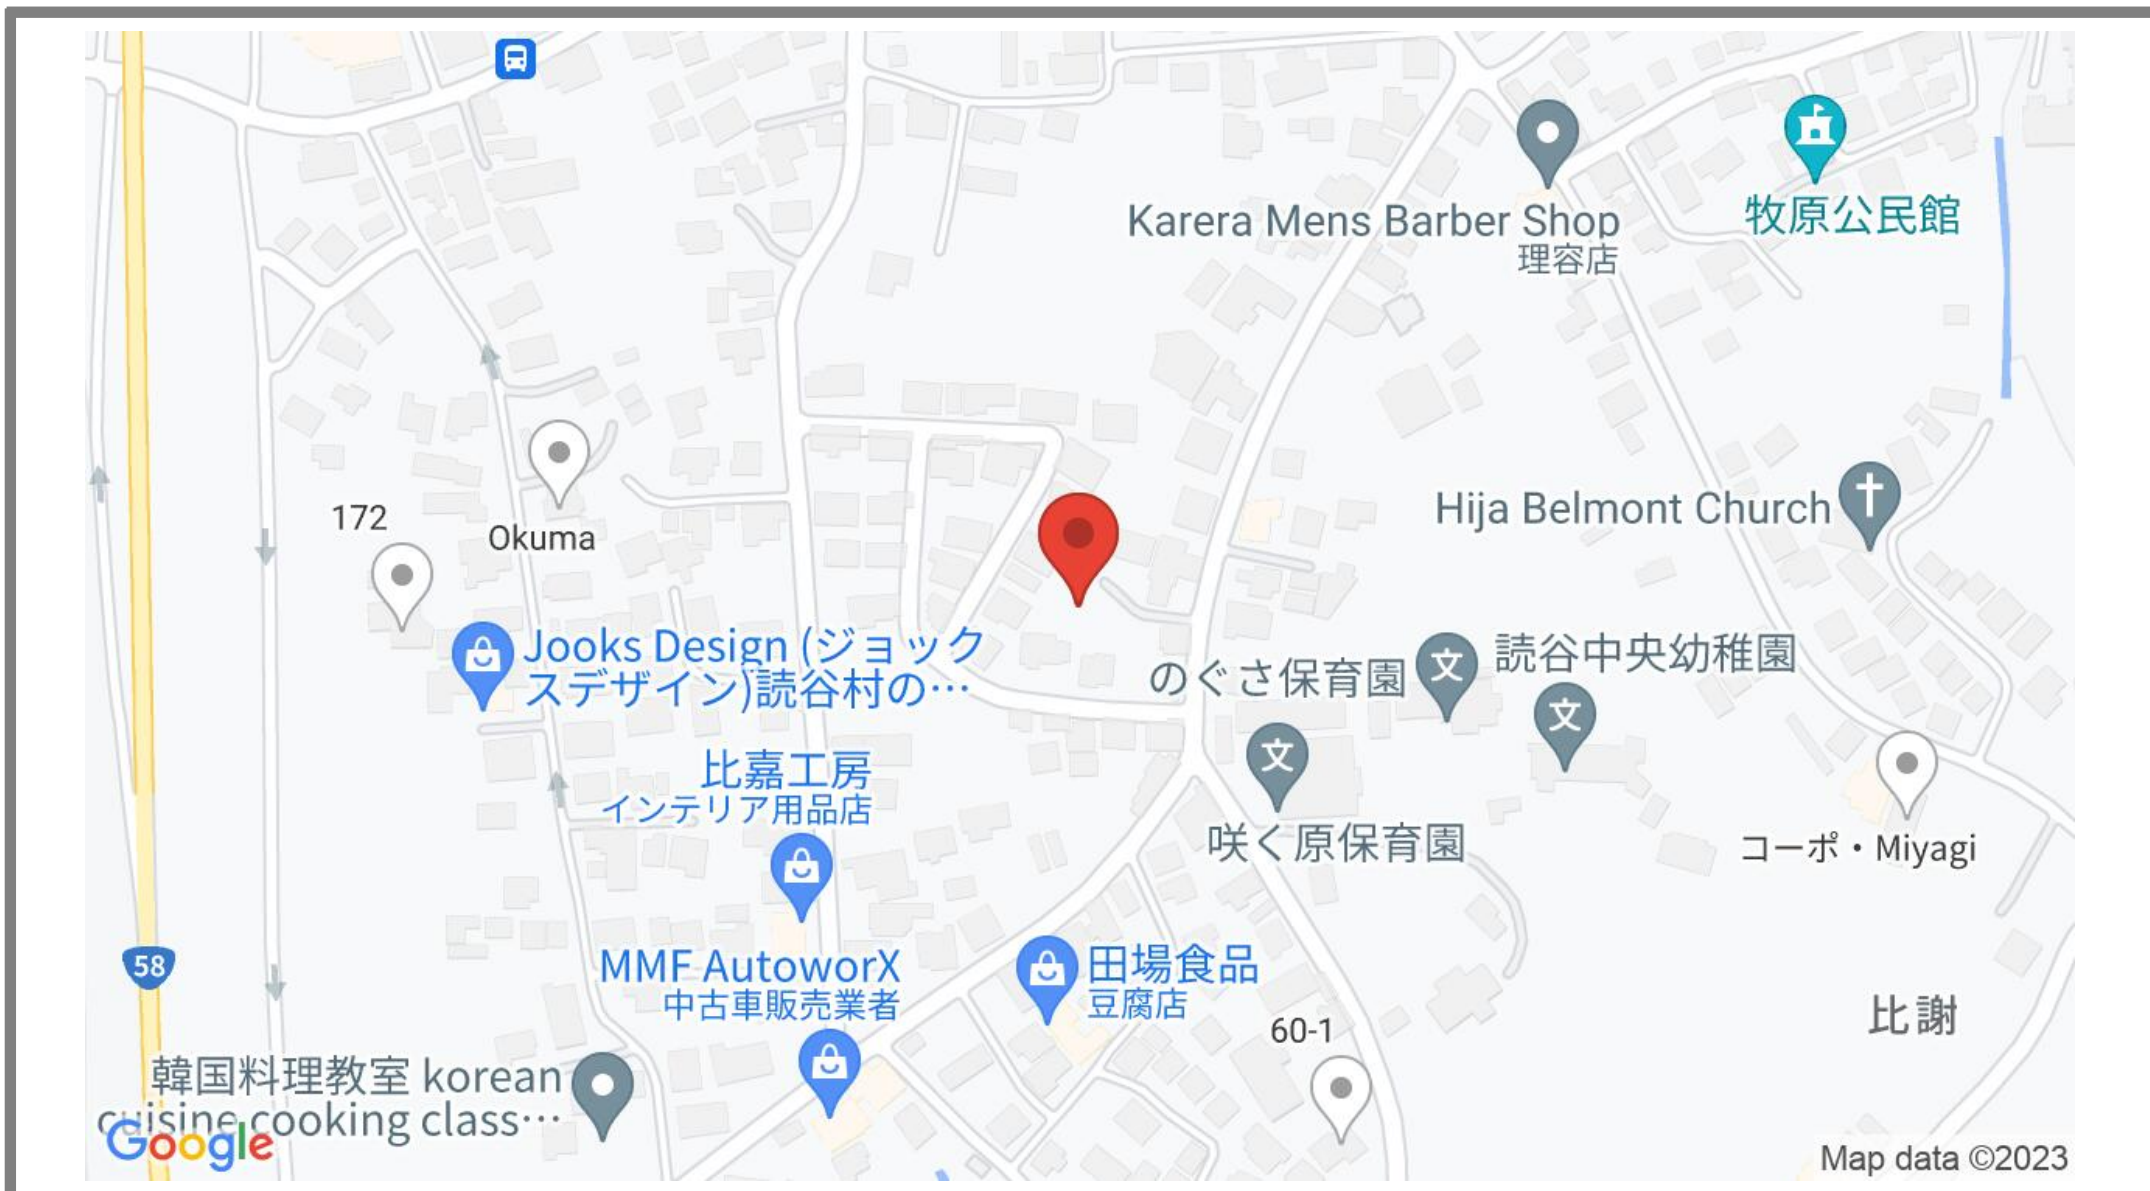 Karera Mens Barber Shop
理容店
牧原公民館
172
Okuma
Hija Belmont Church
Jooks Design (ジョック
スデザイン)読谷村の…
のぐさ保育園
読谷中央幼稚園
比嘉工房
インテリア用品店
咲く原保育園
コーポ・Miyagi
58
MMF AutoworX
中古車販売業者
田場食品
豆腐店
60-1
比謝
韓国料理教室 korean
cuisine cooking class…
Google
Map data ©2023
文
文
文